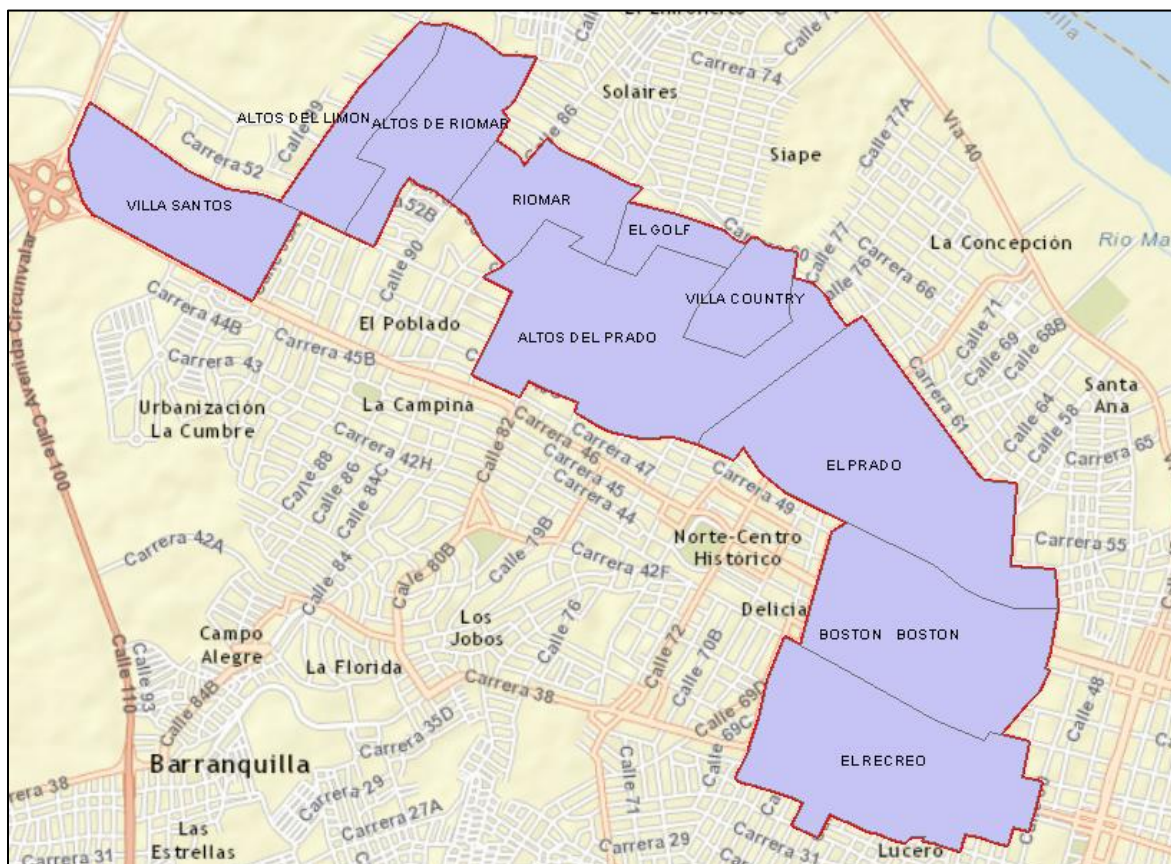 Carrera 74
Calle 77A
Vía 40
Solaires
Calle 86
Siape
ALTOS DEL LIMON
ALTOS DE RIOMAR
Carrera 52
VILLA SANTOS
RIOMAR
52B
EL GOLF
Calle 77
Calle 76
La Concepción
Carrera 66
Calle 90
VILLA COUNTRY
Calle 71
Calle 69
Calle 68B
Avenida Circunvalar
Calle 100
Carrera 44B
El Poblado
ALTOS DEL PRADO
Carrera 43
Carrera 45B
Carrera 61
Santa
Ana
Calle 64
Calle 58
Carrera 65
Urbanización
La Cumbre
La Campina
Carrera 42H
Calle 82
Carrera 46
Carrera 47
Carrera 45
Carrera 44
Calle 86
Calle 84C
EL PRADO
Carrera 49
Norte-Centro
Histórico
Calle 79B
Carrera 42A
Calle 84
Calle 80B
Carrera 42F
Carrera 55
Delicia
Los
Jobos
Calle 76
Calle 72
Calle 70B
BOSTON BOSTON
Campo
Alegre
La Florida
Calle 110
Calle 93
Calle 84B
Carrera 38
Calle 69D
Calle 69C
Calle 48
Carrera 35D
Barranquilla
Calle 71
EL RECREO
Carrera 38
Carrera 29
Carrera 27A
Las
Estrellas
Carrera 31
Carrera 29
Lucero